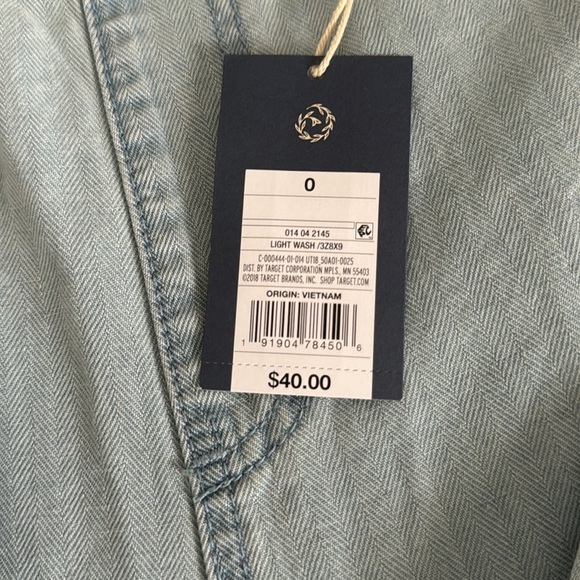 0
014 04 2145
LIGHT WASH /3Z8X9
C-000444-01-014 UT18_50A01-0025
DIST. BY TARGET CORPORATION MPLS., MN 55403
©2018 TARGET BRANDS, INC. SHOP TARGET.COM
ORIGIN: VIETNAM
1 91904 78450 6
$40.00